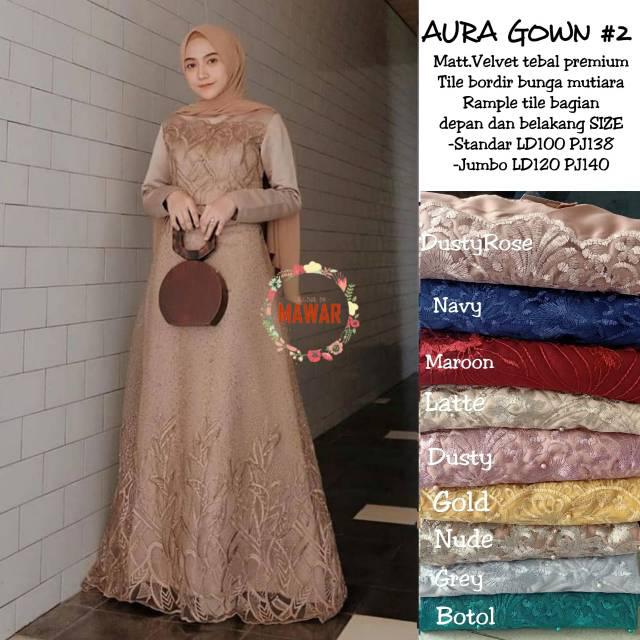 AURA GOWN #2
Matt.Velvet tebal premium
Tile bordir bunga mutiara
Rample tile bagian
depan dan belakang SIZE
-Standar LD100 PJ138
-Jumbo LD120 PJ140
DustyRose
Navy
Maroon
Latte
Dusty
Gold
Nude
Grey
Botol
MAWAR